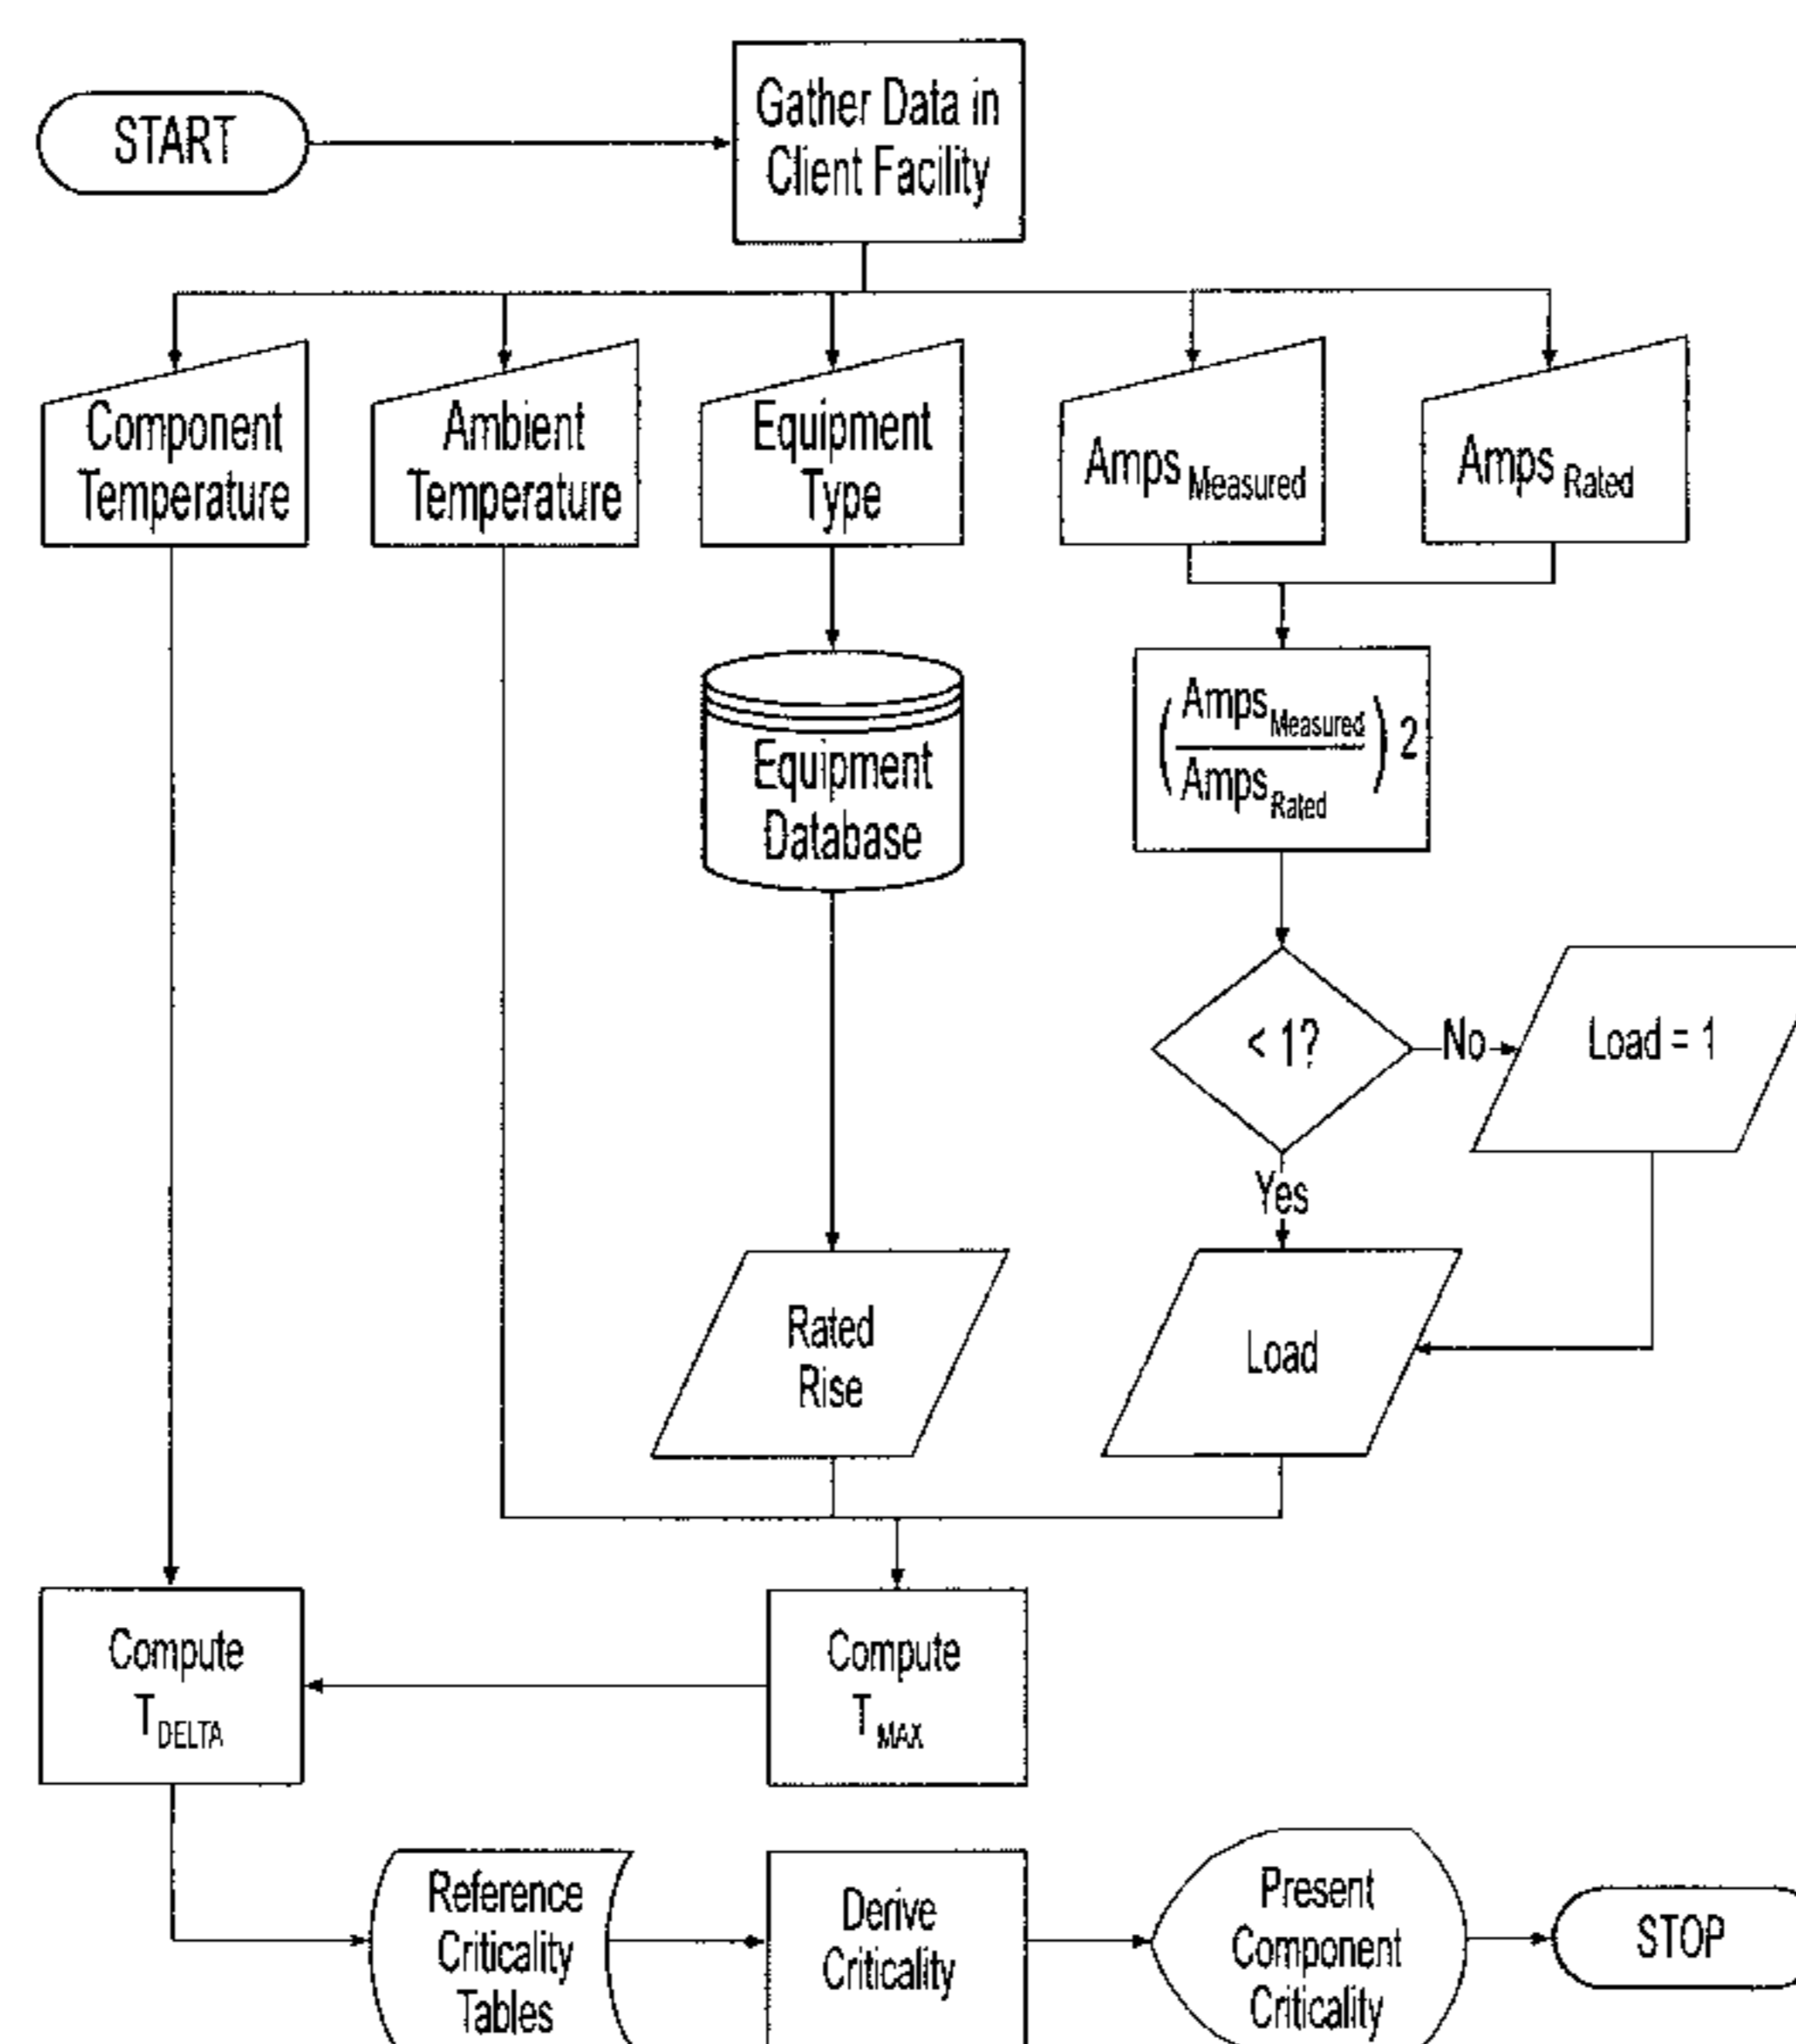 START
Gather Data in
Client Facility
Component
Temperature
Ambient
Temperature
Equipment
Type
Amps Measured
Amps Rated
Equipment
Database
( Amps Measured
Amps Rated ) 2
< 1?
No
Load = 1
Yes
Rated
Rise
Load
Compute
T DELTA
Compute
T MAX
Reference
Criticality
Tables
Derive
Criticality
Present
Component
Criticality
STOP